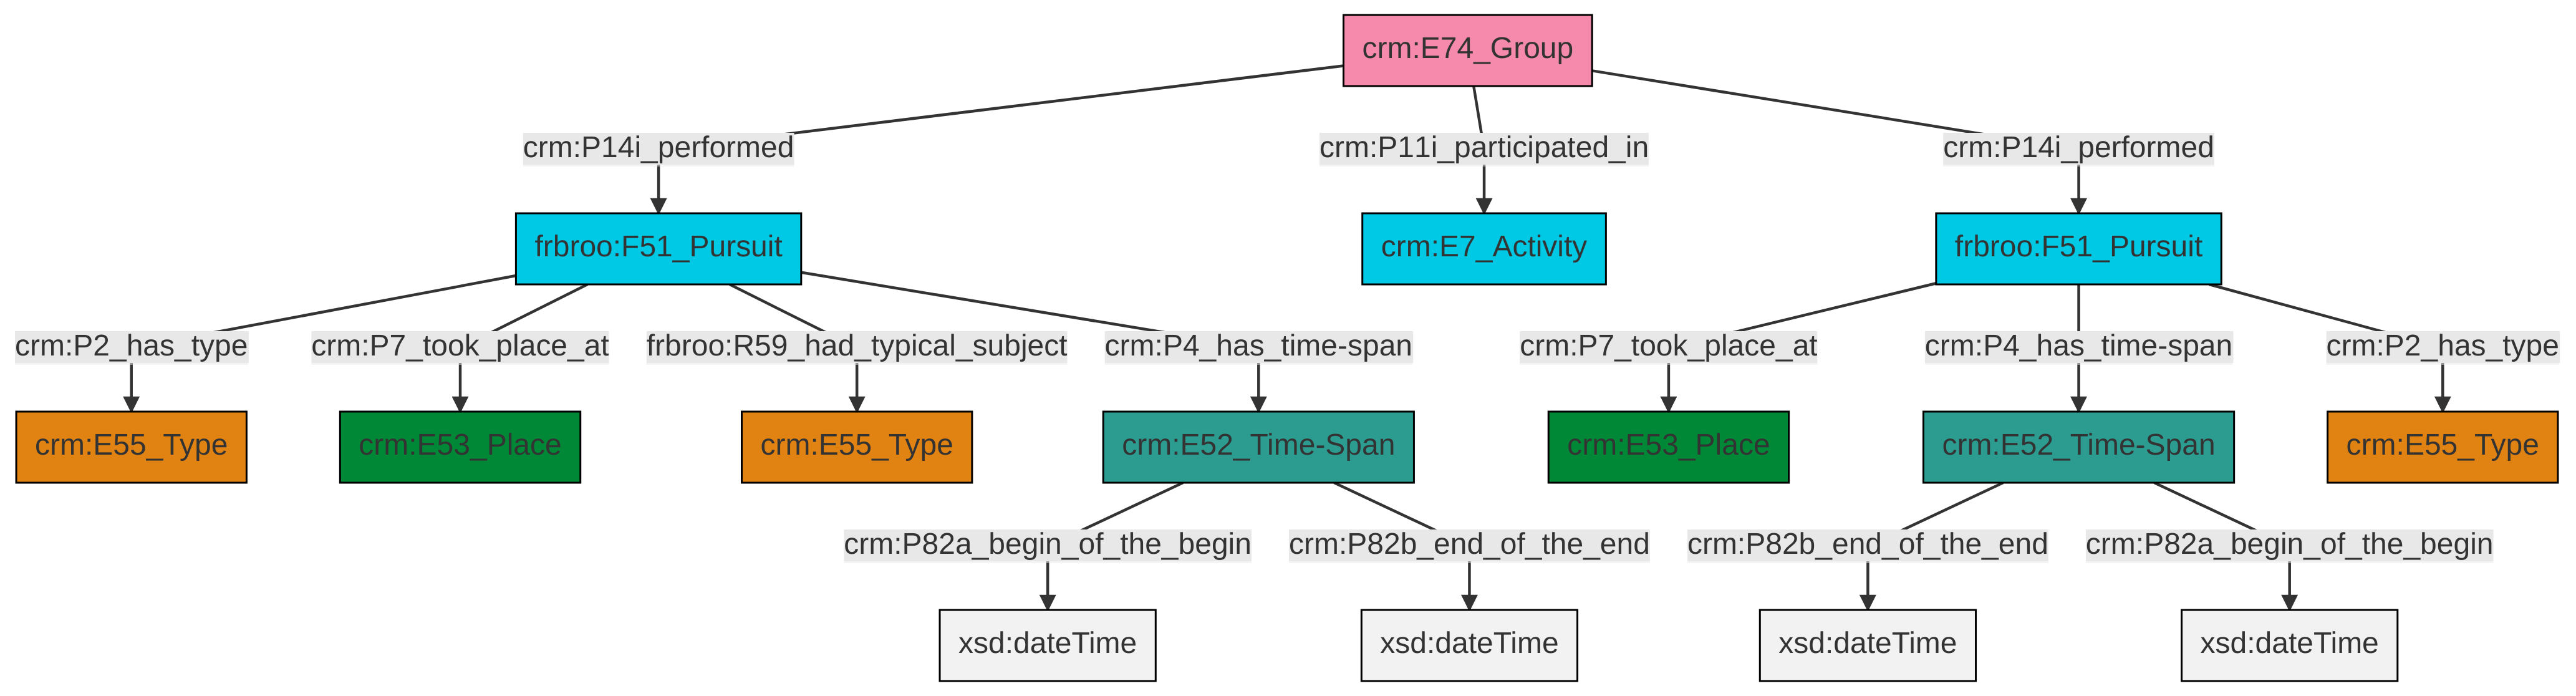 crm:E74_Group
crm:P14i_performed
crm:P11i_participated_in
crm:P14i_performed
frbroo:F51_Pursuit
crm:E7_Activity
frbroo:F51_Pursuit
crm:P2_has_type
crm:P7_took_place_at
frbroo:R59_had_typical_subject
crm:P4_has_time-span
crm:P7_took_place_at
crm:P4_has_time-span
crm:P2_has_type
crm:E55_Type
crm:E53_Place
crm:E55_Type
crm:E52_Time-Span
crm:E53_Place
crm:E52_Time-Span
crm:E55_Type
crm:P82a_begin_of_the_begin
crm:P82b_end_of_the_end
crm:P82b_end_of_the_end
crm:P82a_begin_of_the_begin
xsd:dateTime
xsd:dateTime
xsd:dateTime
xsd:dateTime